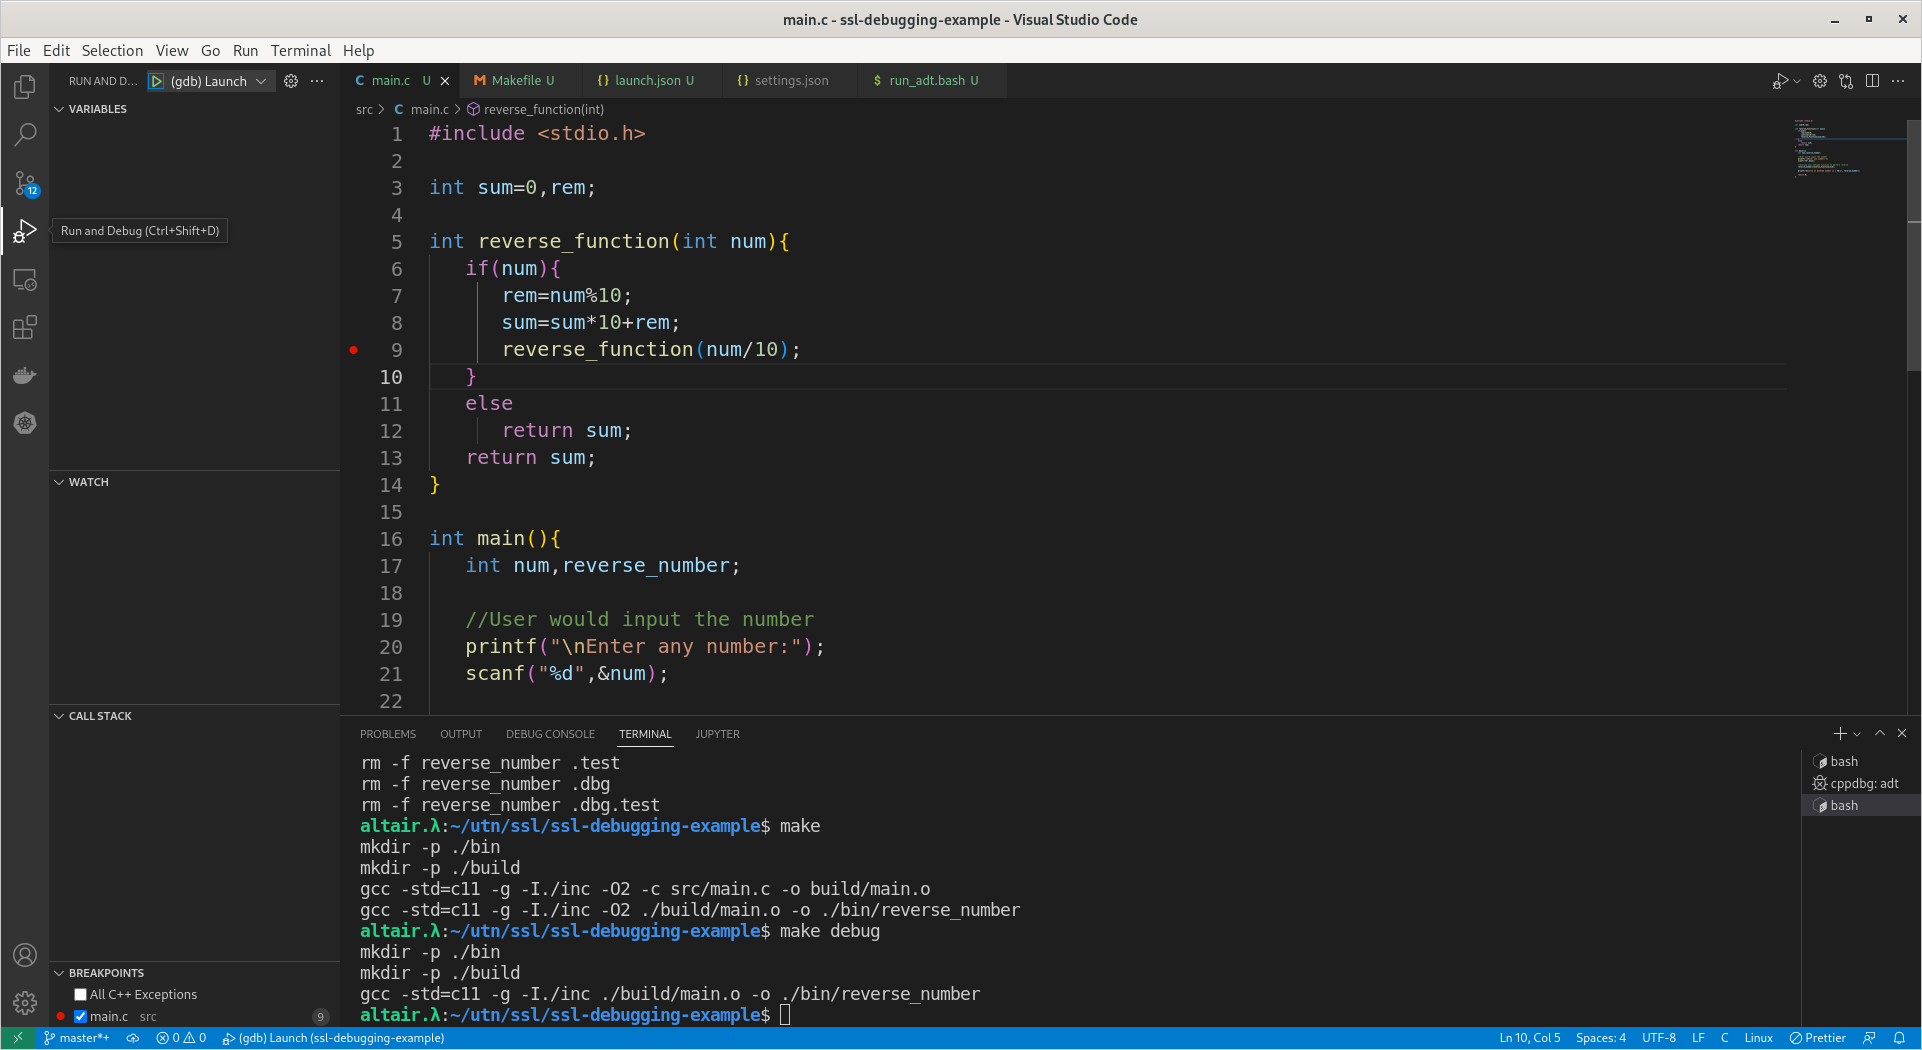 main.c - ssl-debugging-example - Visual Studio Code
File Edit Selection View Go Run Terminal Help
RUN AND D... (gdb) Launch
main.c U
Makefile U
launch.json U
settings.json
run_adt.bash U
VARIABLES
src > C main.c > reverse_function(int)
12
Run and Debug (Ctrl+Shift+D)
1 #include <stdio.h>
2
3 int sum=0,rem;
4
5 int reverse_function(int num){
6 if(num){
7 rem=num%10;
8 sum=sum*10+rem;
9 reverse_function(num/10);
10 }
11 else
12 return sum;
13 return sum;
14 }
15
16 int main(){
17 int num,reverse_number;
18
19 //User would input the number
20 printf("\nEnter any number:");
21 scanf("%d",&num);
22
WATCH
CALL STACK
BREAKPOINTS
All C++ Exceptions
main.c src 9
PROBLEMS OUTPUT DEBUG CONSOLE TERMINAL JUPYTER
rm -f reverse_number .test
rm -f reverse_number .dbg
rm -f reverse_number .dbg.test
altair.λ:~/utn/ssl/ssl-debugging-example$ make
mkdir -p ./bin
mkdir -p ./build
gcc -std=c11 -g -I./inc -O2 -c src/main.c -o build/main.o
gcc -std=c11 -g -I./inc -O2 ./build/main.o -o ./bin/reverse_number
altair.λ:~/utn/ssl/ssl-debugging-example$ make debug
mkdir -p ./bin
mkdir -p ./build
gcc -std=c11 -g -I./inc ./build/main.o -o ./bin/reverse_number
altair.λ:~/utn/ssl/ssl-debugging-example$
bash
cppdbg: adt
bash
master*+ 0 0 (gdb) Launch (ssl-debugging-example)
Ln 10, Col 5 Spaces: 4 UTF-8 LF C Linux Prettier